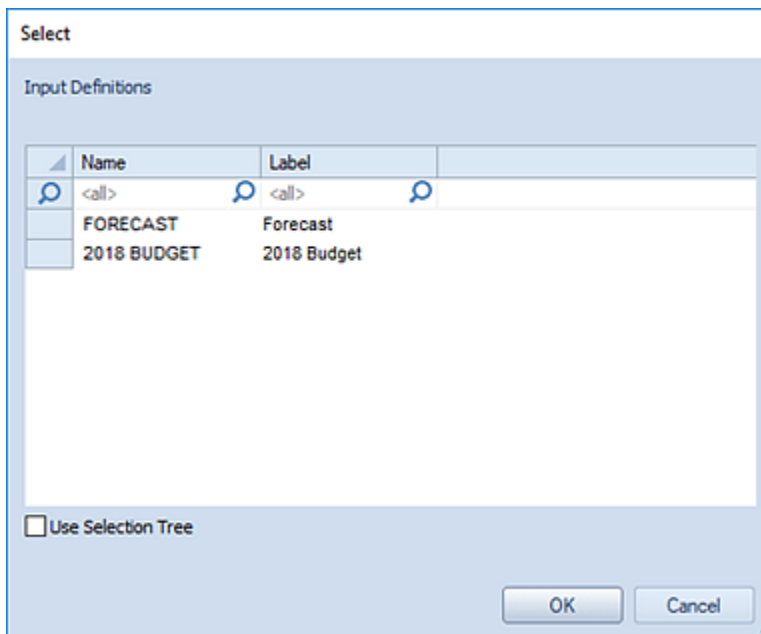 Select
Input Definitions
Name Label
<all> <all>
FORECAST Forecast
2018 BUDGET 2018 Budget
Use Selection Tree
OK Cancel